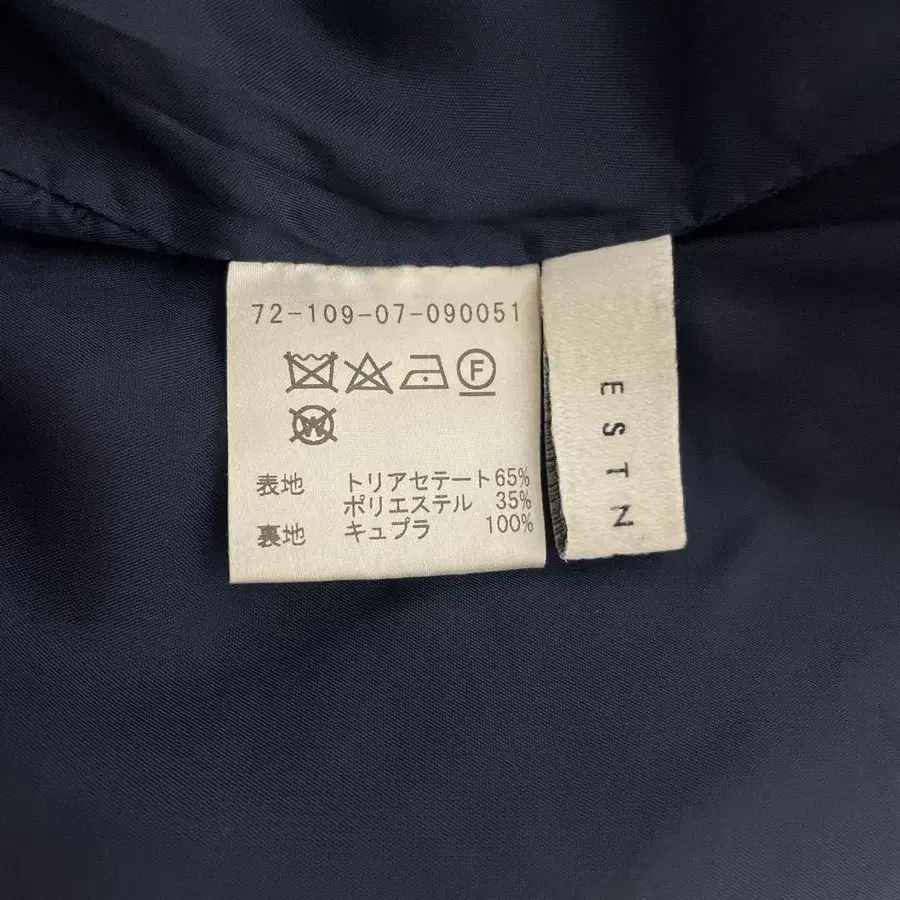 72-109-07-090051
F
W
表地 トリアセテート65%
ポリエステル 35%
裏地 キュプラ 100%
ESTN